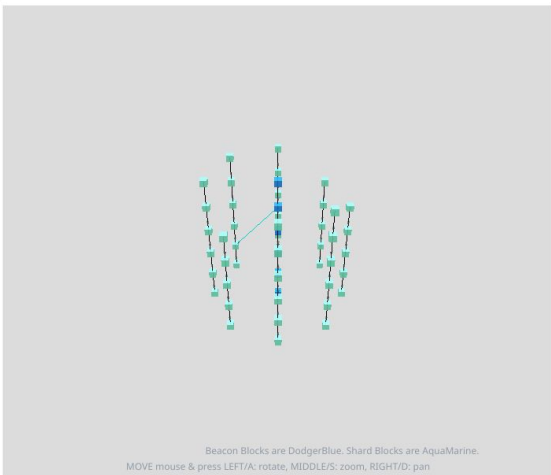 Beacon Blocks are DodgerBlue. Shard Blocks are AquaMarine.
MOVE mouse & press LEFT/A: rotate, MIDDLE/S: zoom, RIGHT/D: pan